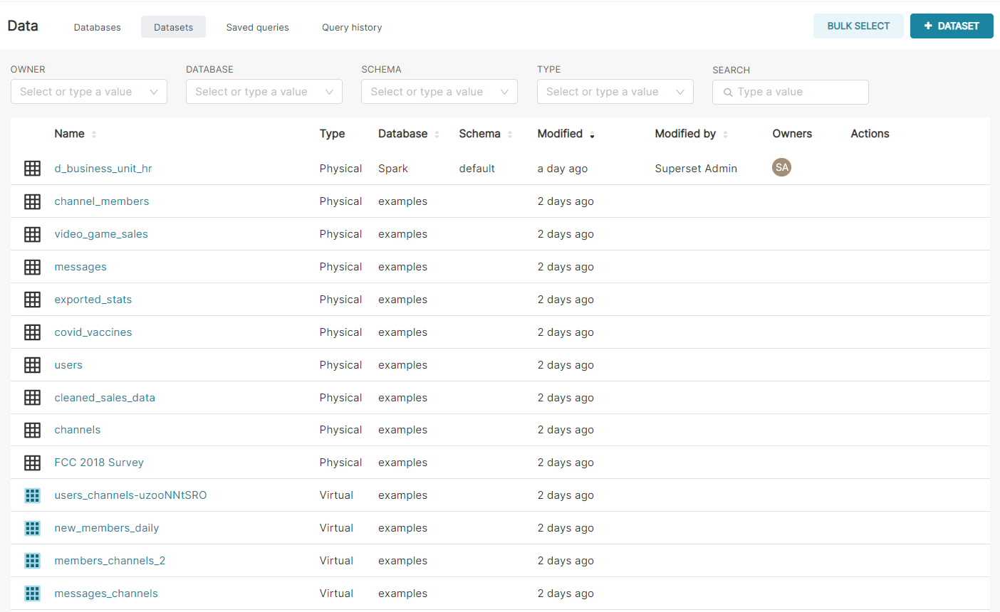 Data Databases Datasets Saved queries Query history BULK SELECT + DATASET
OWNER DATABASE SCHEMA TYPE SEARCH
Select or type a value Select or type a value Select or type a value Select or type a value Type a value
Name Type Database Schema Modified Modified by Owners Actions
d_business_unit_hr Physical Spark default a day ago Superset Admin SA
channel_members Physical examples 2 days ago
video_game_sales Physical examples 2 days ago
messages Physical examples 2 days ago
exported_stats Physical examples 2 days ago
covid_vaccines Physical examples 2 days ago
users Physical examples 2 days ago
cleaned_sales_data Physical examples 2 days ago
channels Physical examples 2 days ago
FCC 2018 Survey Physical examples 2 days ago
users_channels-uzooNNtSRO Virtual examples 2 days ago
new_members_daily Virtual examples 2 days ago
members_channels_2 Virtual examples 2 days ago
messages_channels Virtual examples 2 days ago